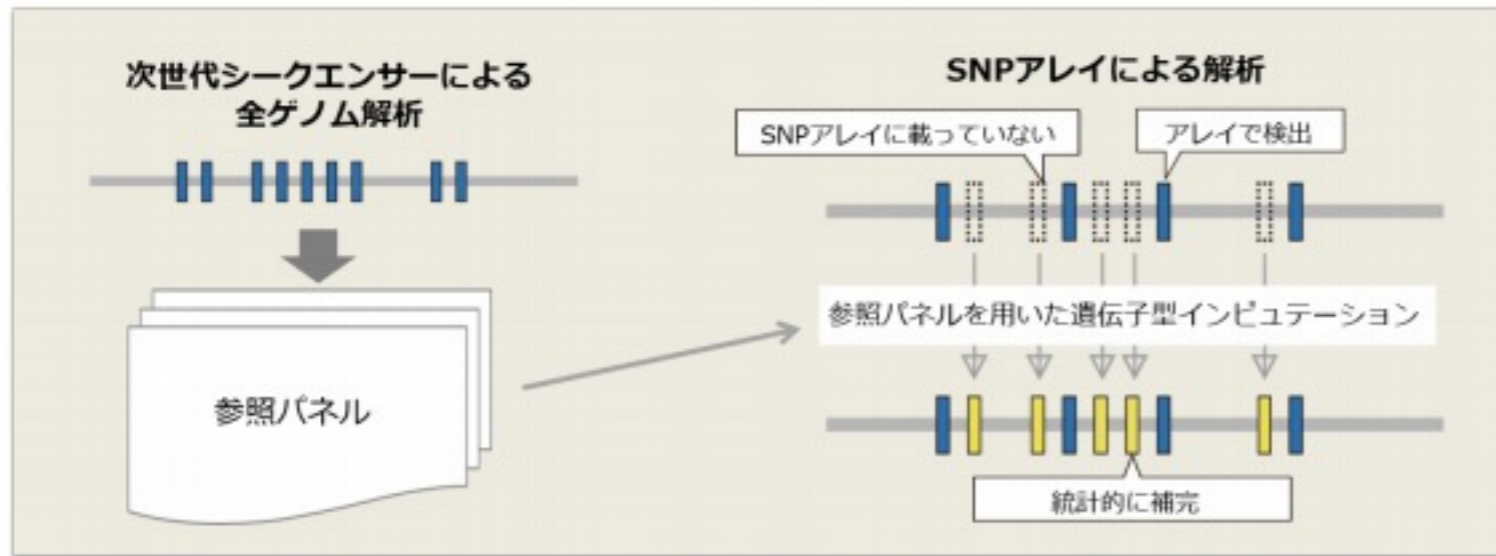 次世代シークエンサーによる
全ゲノム解析
参照パネル
SNPアレイによる解析
SNPアレイに載っていない
アレイで検出
参照パネルを用いた遺伝子型インピュテーション
統計的に補完